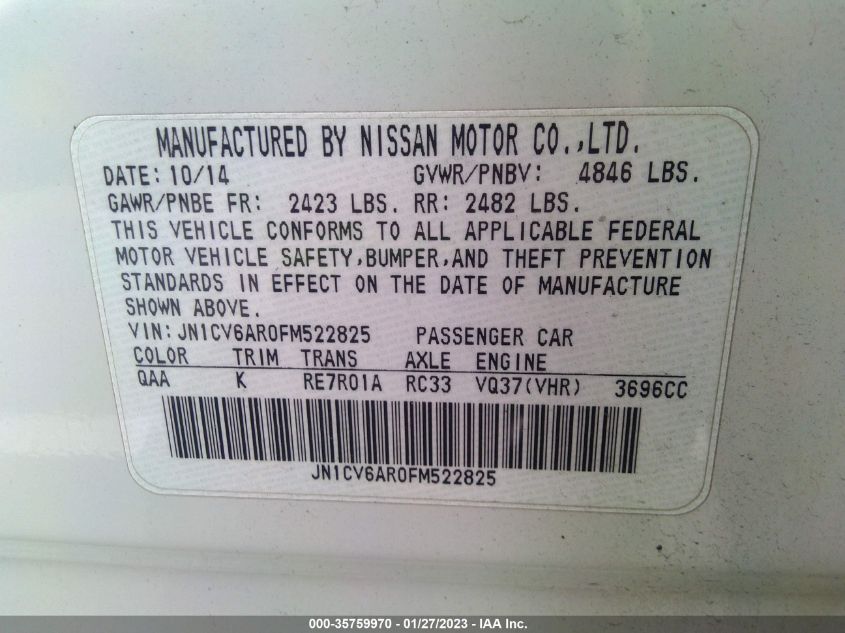 MANUFACTURED BY NISSAN MOTOR CO.,LTD.
DATE: 10/14 GVWR/PNBV: 4846 LBS.
GAWR/PNBE FR: 2423 LBS. RR: 2482 LBS.
THIS VEHICLE CONFORMS TO ALL APPLICABLE FEDERAL
MOTOR VEHICLE SAFETY,BUMPER,AND THEFT PREVENTION
STANDARDS IN EFFECT ON THE DATE OF MANUFACTURE
SHOWN ABOVE.
VIN: JN1CV6AR0FM522825 PASSENGER CAR
COLOR TRIM TRANS AXLE ENGINE
QAA K RE7R01A RC33 VQ37(VHR) 3696CC
JN1CV6AR0FM522825
000-35759970 - 01/27/2023 - IAA Inc.